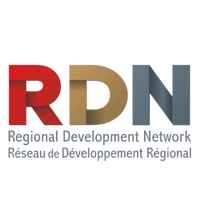 RDN
Regional Development Network
Réseau de Développement Régional